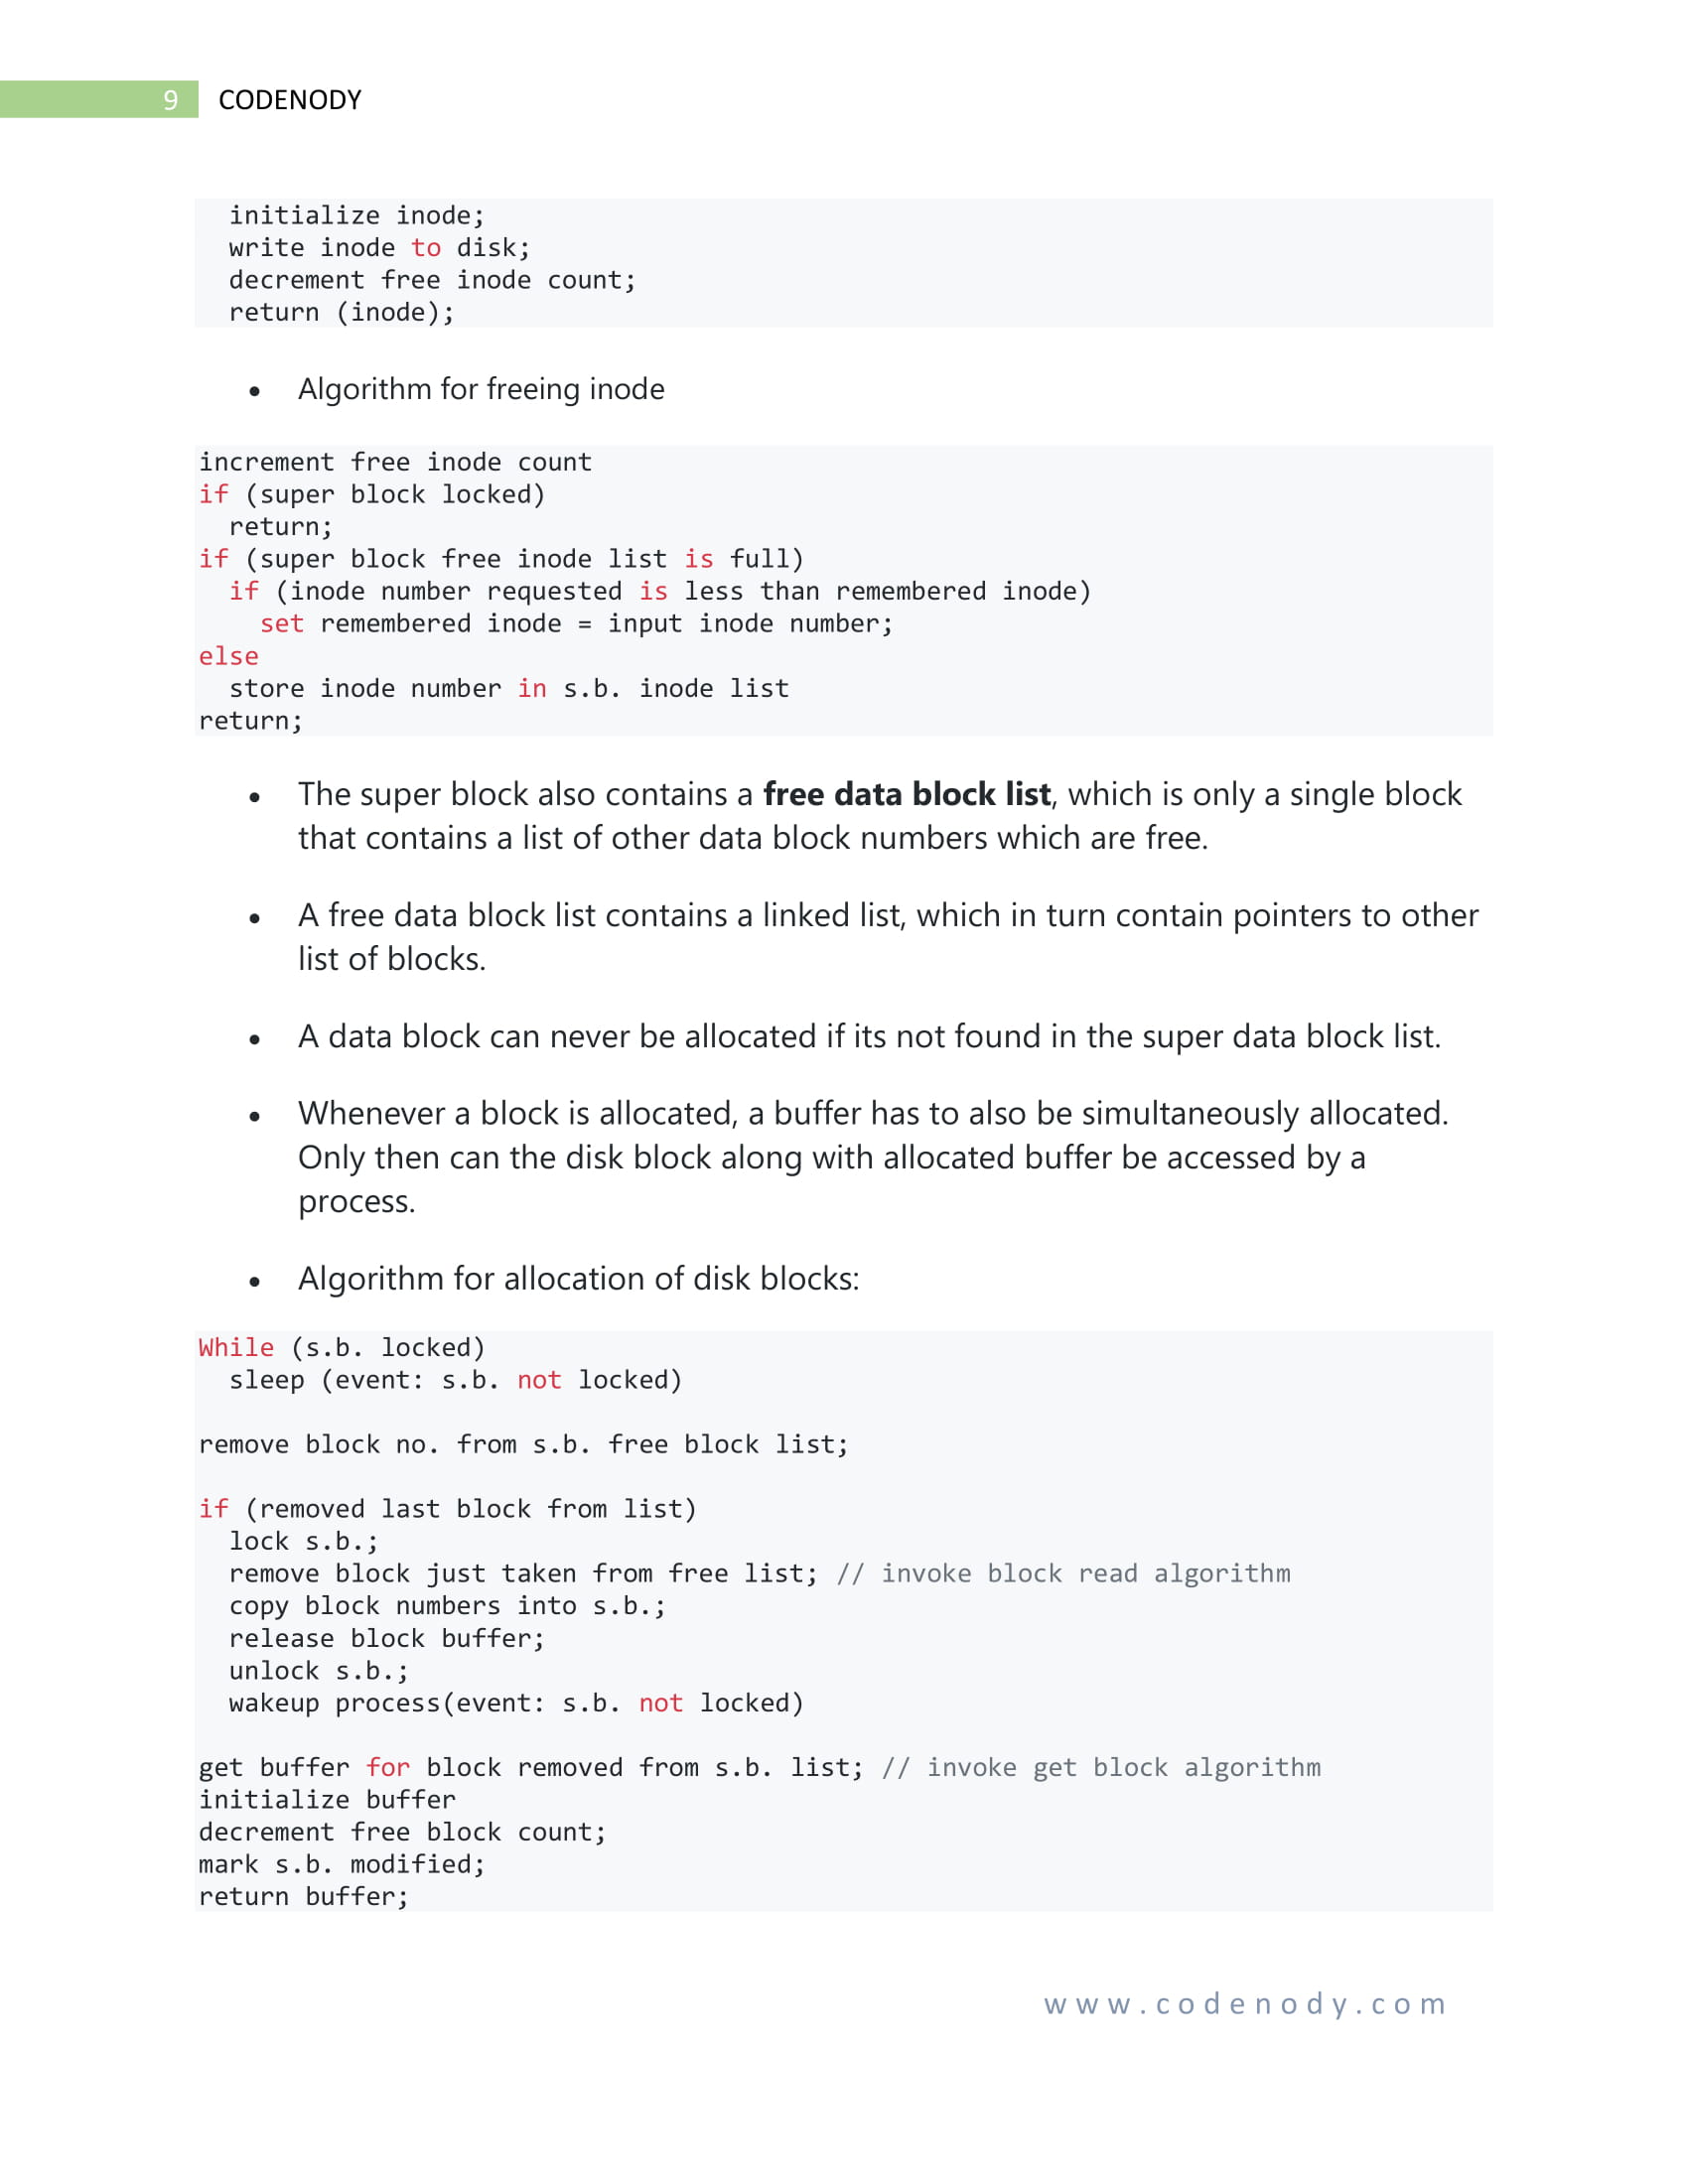 9 CODENODY
initialize inode;
write inode to disk;
decrement free inode count;
return (inode);
• Algorithm for freeing inode
increment free inode count
if (super block locked)
return;
if (super block free inode list is full)
if (inode number requested is less than remembered inode)
set remembered inode = input inode number;
else
store inode number in s.b. inode list
return;
• The super block also contains a free data block list, which is only a single block
that contains a list of other data block numbers which are free.
• A free data block list contains a linked list, which in turn contain pointers to other
list of blocks.
• A data block can never be allocated if its not found in the super data block list.
• Whenever a block is allocated, a buffer has to also be simultaneously allocated.
Only then can the disk block along with allocated buffer be accessed by a
process.
• Algorithm for allocation of disk blocks:
While (s.b. locked)
sleep (event: s.b. not locked)
remove block no. from s.b. free block list;
if (removed last block from list)
lock s.b.;
remove block just taken from free list; // invoke block read algorithm
copy block numbers into s.b.;
release block buffer;
unlock s.b.;
wakeup process(event: s.b. not locked)
get buffer for block removed from s.b. list; // invoke get block algorithm
initialize buffer
decrement free block count;
mark s.b. modified;
return buffer;
www.codenody.com